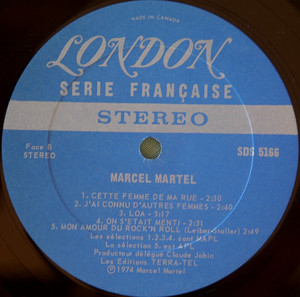 MADE IN CANADA
LONDON
SÉRIE FRANÇAISE
STEREO
Face B
STEREO
SDS 5166
MARCEL MARTEL
1. CETTE FEMME DE MA RUE - 2:30
2. J'AI CONNU D'AUTRES FEMMES - 2:40
3. LOA - 3:17
4. ON S'ETAIT MENTI - 2:31
5. MON AMOUR DU ROCK'N ROLL (Leiber-Stoller) 2:49
Les sélections 1.2.3.4. sont MAPL
La sélection 5. est APL
Producteur délégué Claude Jobin
Les Editions TERRA-TEL
Ⓟ 1974 Marcel Martel